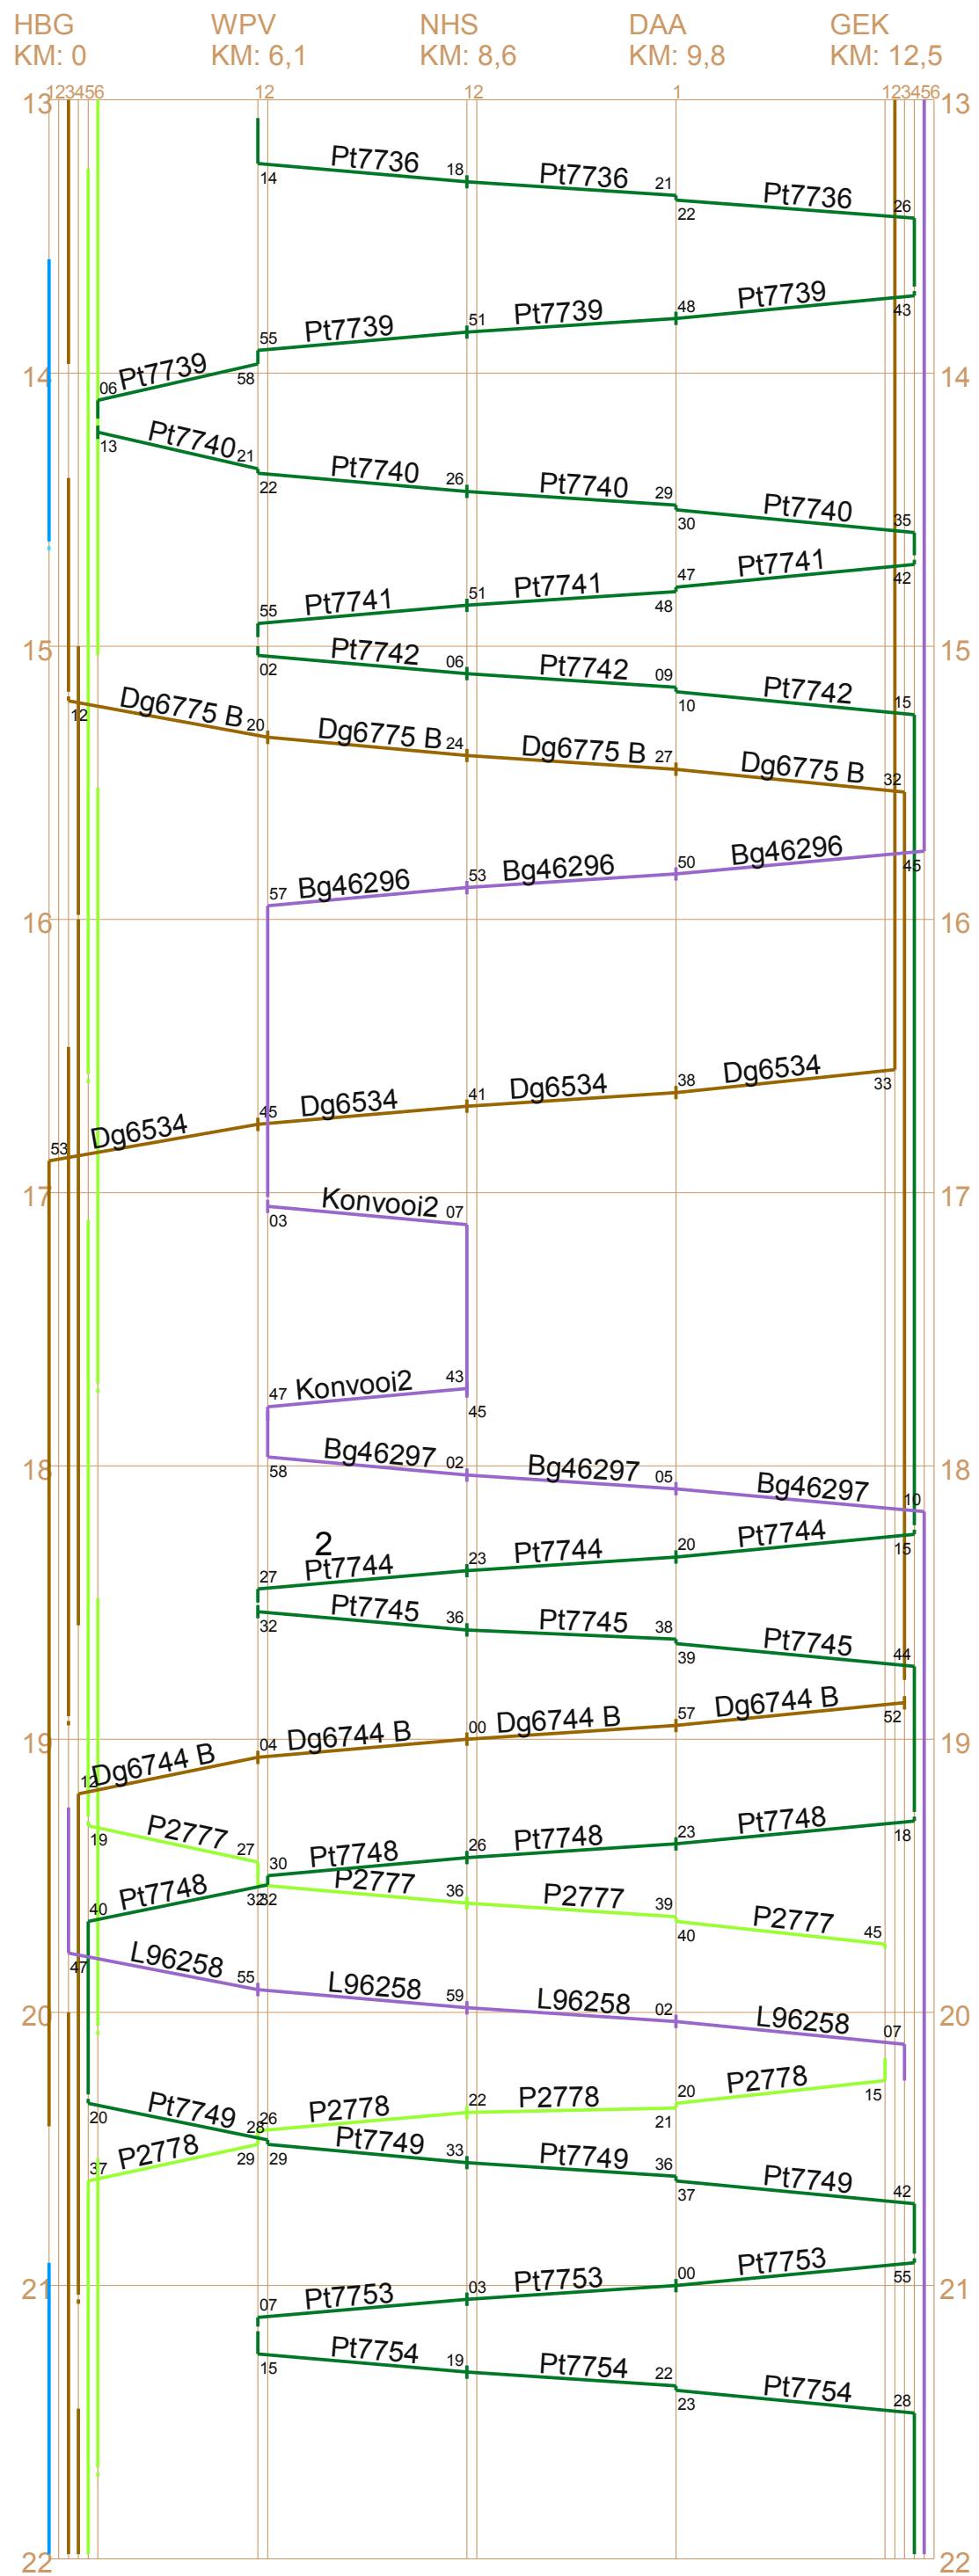 HBG WPV NHS DAA GEK
KM: 0 KM: 6,1 KM: 8,6 KM: 9,8 KM: 12,5
123456 12 12 1 123456
13 13
Pt7736 18 Pt7736 21 Pt7736 26
14 22
Pt7739 51 Pt7739 48 Pt7739 43
55
14 06 Pt7739 58 14
13 Pt7740 21 Pt7740 26 Pt7740 29 Pt7740 35
22 30
55 Pt7741 51 Pt7741 47 Pt7741 42
48
15 Pt7742 06 Pt7742 09 Pt7742 15 15
02 10
12 Dg6775 B 20 Dg6775 B 24 Dg6775 B 27 Dg6775 B 32
57 Bg46296 53 Bg46296 50 Bg46296 45
16 16
53 Dg6534 45 Dg6534 41 Dg6534 38 Dg6534 33
17 17
03 Konvooi2 07
47 Konvooi2 43
45
58 Bg46297 02 Bg46297 05 Bg46297 10
18 18
2
27 Pt7744 23 Pt7744 20 Pt7744 15
32 Pt7745 36 Pt7745 38 Pt7745 44
39
19 12 Dg6744 B 04 Dg6744 B 00 Dg6744 B 57 Dg6744 B 52 19
19 P2777 27
40 Pt7748 32 30 Pt7748 26 Pt7748 23 Pt7748 18
32 P2777 36 P2777 39 P2777 45
40
47 L96258 55 L96258 59 L96258 02 L96258 07
20 20
20 Pt7749 28 26 P2778 22 P2778 20 P2778 15
21
37 P2778 29 29 Pt7749 33 Pt7749 36 Pt7749 42
37
07 Pt7753 03 Pt7753 00 Pt7753 55
21 21
15 Pt7754 19 Pt7754 22 Pt7754 28
23
22 22